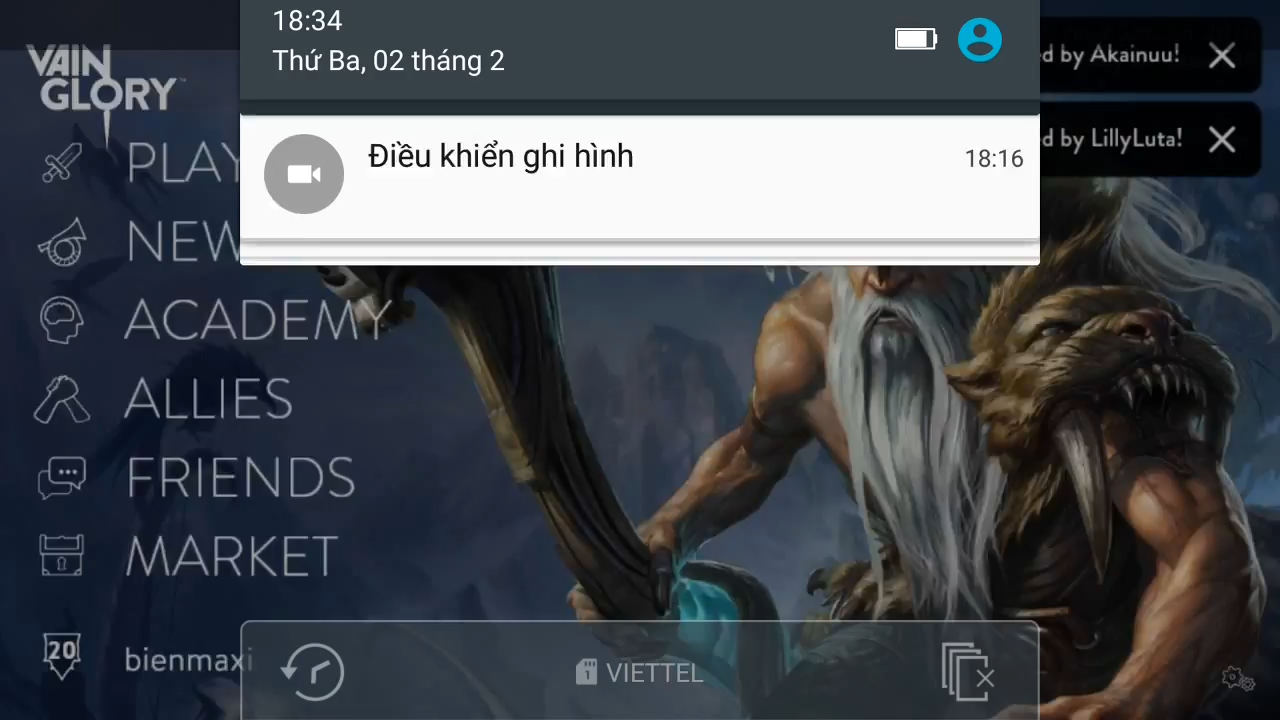 18:34
Thứ Ba, 02 tháng 2
d by Akainuu!
Điều khiển ghi hình
18:16
d by LillyLuta!
VAIN
GLORY
PLAY
NEW
ACADEMY
ALLIES
FRIENDS
MARKET
20
bienmaxi
1
VIETTEL